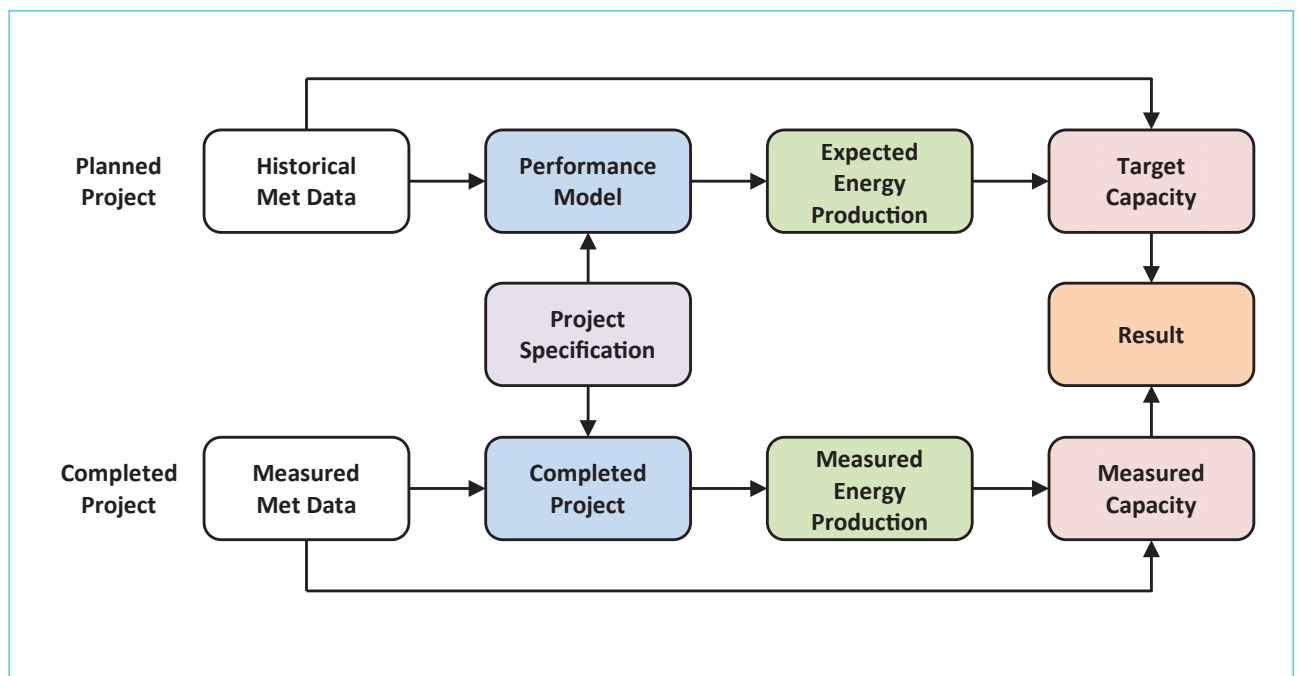 Planned
Project
Historical
Met Data
Performance
Model
Expected
Energy
Production
Target
Capacity
Project
Specification
Result
Completed
Project
Measured
Met Data
Completed
Project
Measured
Energy
Production
Measured
Capacity